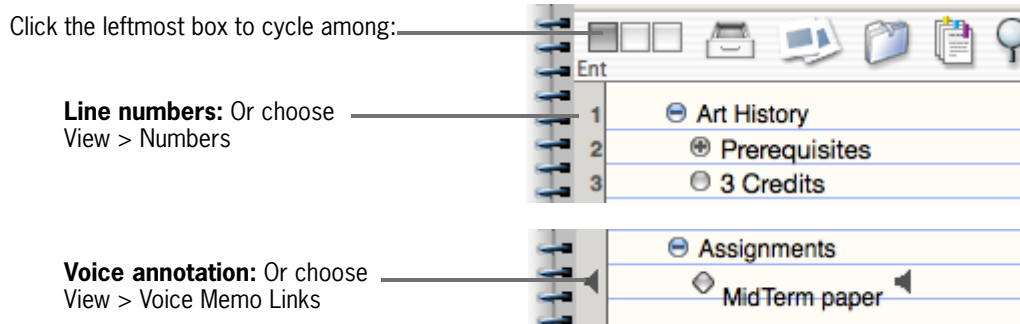 Click the leftmost box to cycle among:
Ent
Line numbers: Or choose
View > Numbers
1 Art History
2 Prerequisites
3 3 Credits
Voice annotation: Or choose
View > Voice Memo Links
Assignments
MidTerm paper